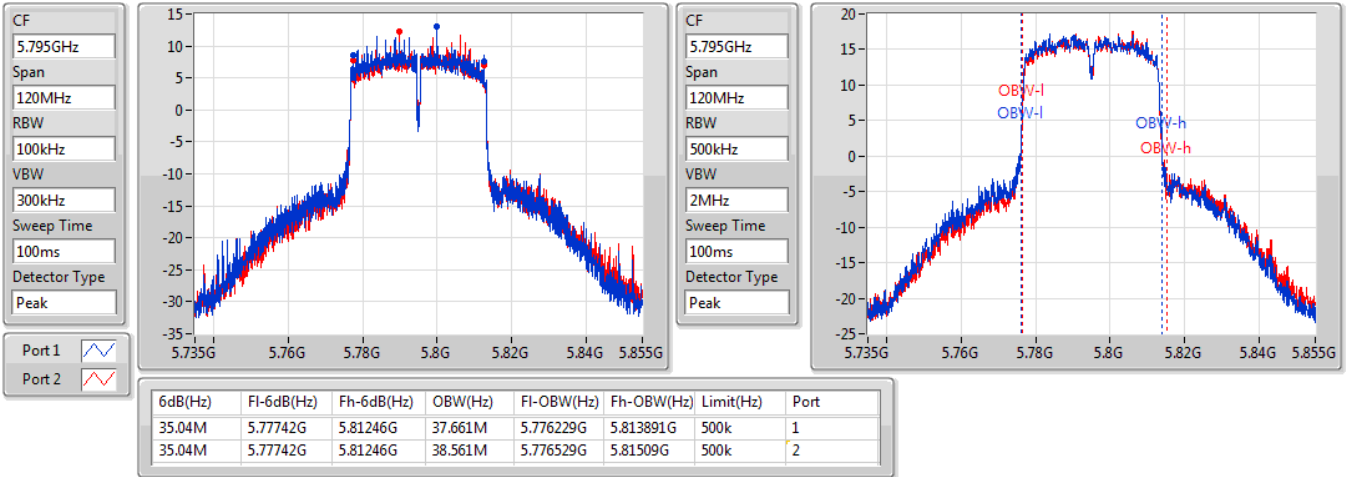 CF
5.795GHz
Span
120MHz
RBW
100kHz
VBW
300kHz
Sweep Time
100ms
Detector Type
Peak
Port 1
Port 2
15
10
5
0
-5
-10
-15
-20
-25
-30
-35
5.735G 5.76G 5.78G 5.8G 5.82G 5.84G 5.855G
CF
5.795GHz
Span
120MHz
RBW
500kHz
VBW
2MHz
Sweep Time
100ms
Detector Type
Peak
20
15
10
5
0
-5
-10
-15
-20
-25
5.735G 5.76G 5.78G 5.8G 5.82G 5.84G 5.855G
OBW-l
OBW-l
OBW-h
OBW-h
6dB(Hz) Fl-6dB(Hz) Fh-6dB(Hz) OBW(Hz) Fl-OBW(Hz) Fh-OBW(Hz) Limit(Hz) Port
35.04M 5.77742G 5.81246G 37.661M 5.776229G 5.813891G 500k 1
35.04M 5.77742G 5.81246G 38.561M 5.776529G 5.81509G 500k 2